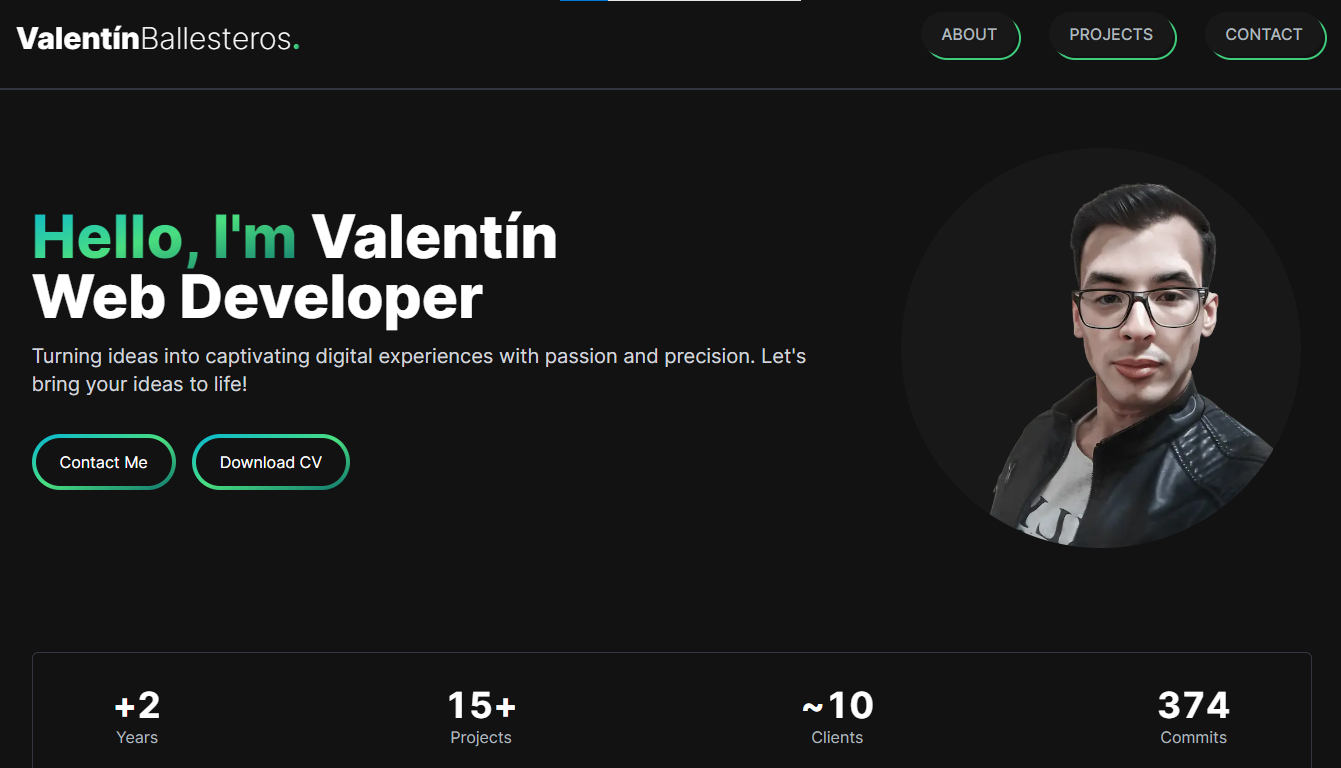 ValentínBallesteros.
ABOUT
PROJECTS
CONTACT
Hello, I'm Valentín
Web Developer
Turning ideas into captivating digital experiences with passion and precision. Let's
bring your ideas to life!
Contact Me
Download CV
+2
Years
15+
Projects
~10
Clients
374
Commits